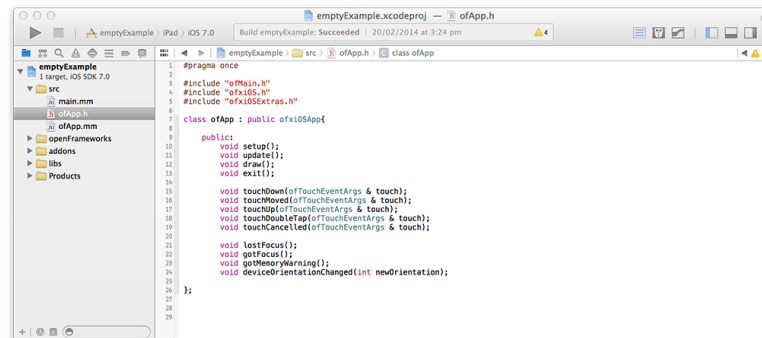 emptyExample.xcodeproj — ofApp.h
emptyExample › iPad › iOS 7.0
Build emptyExample: Succeeded | 20/02/2014 at 3:24 pm
4
emptyExample › src › ofApp.h › class ofApp
emptyExample
1 target, iOS SDK 7.0
src
main.mm
ofApp.h
ofApp.mm
openFrameworks
addons
libs
Products
1 #pragma once
2
3 #include "ofMain.h"
4 #include "ofxiOS.h"
5 #include "ofxiOSExtras.h"
6
7 class ofApp : public ofxiOSApp{
8
9 public:
10 void setup();
11 void update();
12 void draw();
13 void exit();
14
15 void touchDown(ofTouchEventArgs & touch);
16 void touchMoved(ofTouchEventArgs & touch);
17 void touchUp(ofTouchEventArgs & touch);
18 void touchDoubleTap(ofTouchEventArgs & touch);
19 void touchCancelled(ofTouchEventArgs & touch);
20
21 void lostFocus();
22 void gotFocus();
23 void gotMemoryWarning();
24 void deviceOrientationChanged(int newOrientation);
25
26 };
27
28
29